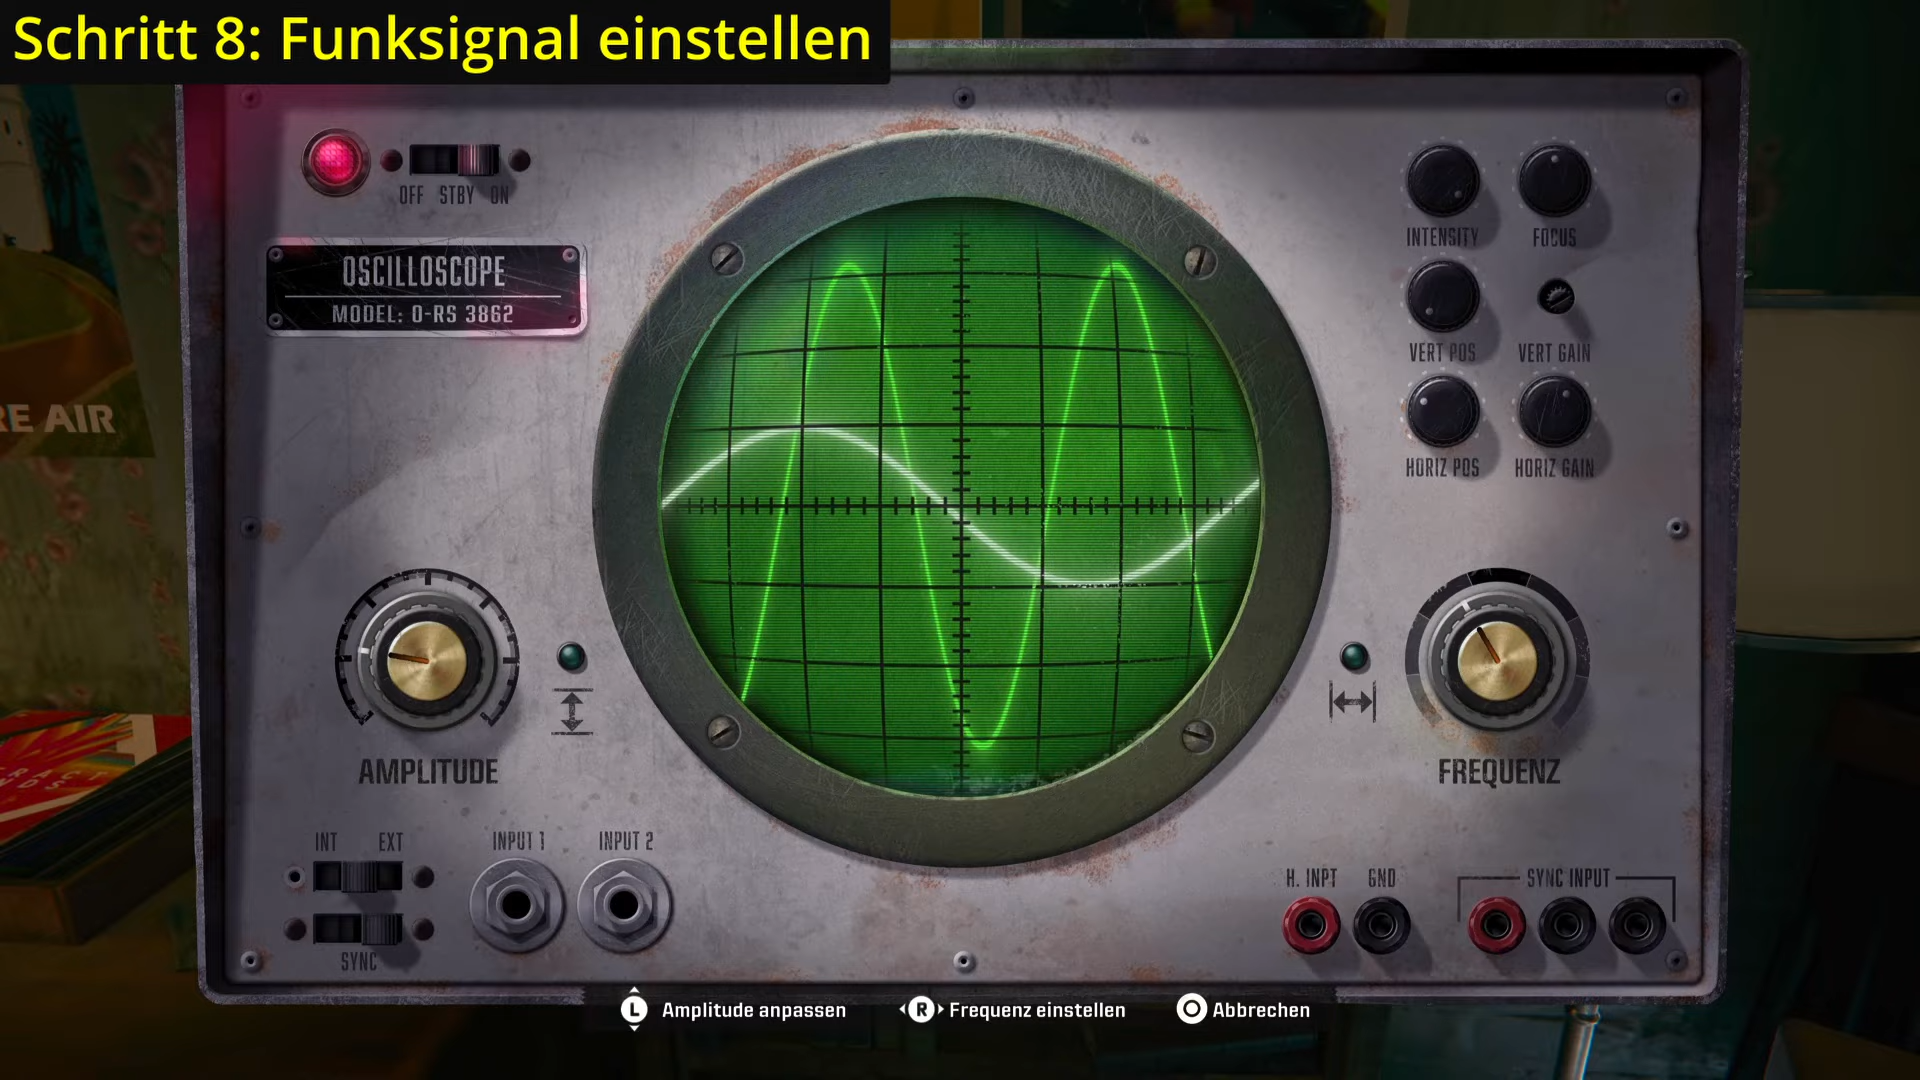 Schritt 8: Funksignal einstellen
OFF STBY ON
OSCILLOSCOPE
MODEL: O-RS 3862
INTENSITY
FOCUS
VERT POS
VERT GAIN
HORIZ POS
HORIZ GAIN
RE AIR
AMPLITUDE
FREQUENZ
INT
EXT
INPUT 1
INPUT 2
SYNC
H. INPT
GND
SYNC INPUT
L Amplitude anpassen
R Frequenz einstellen
Abbrechen